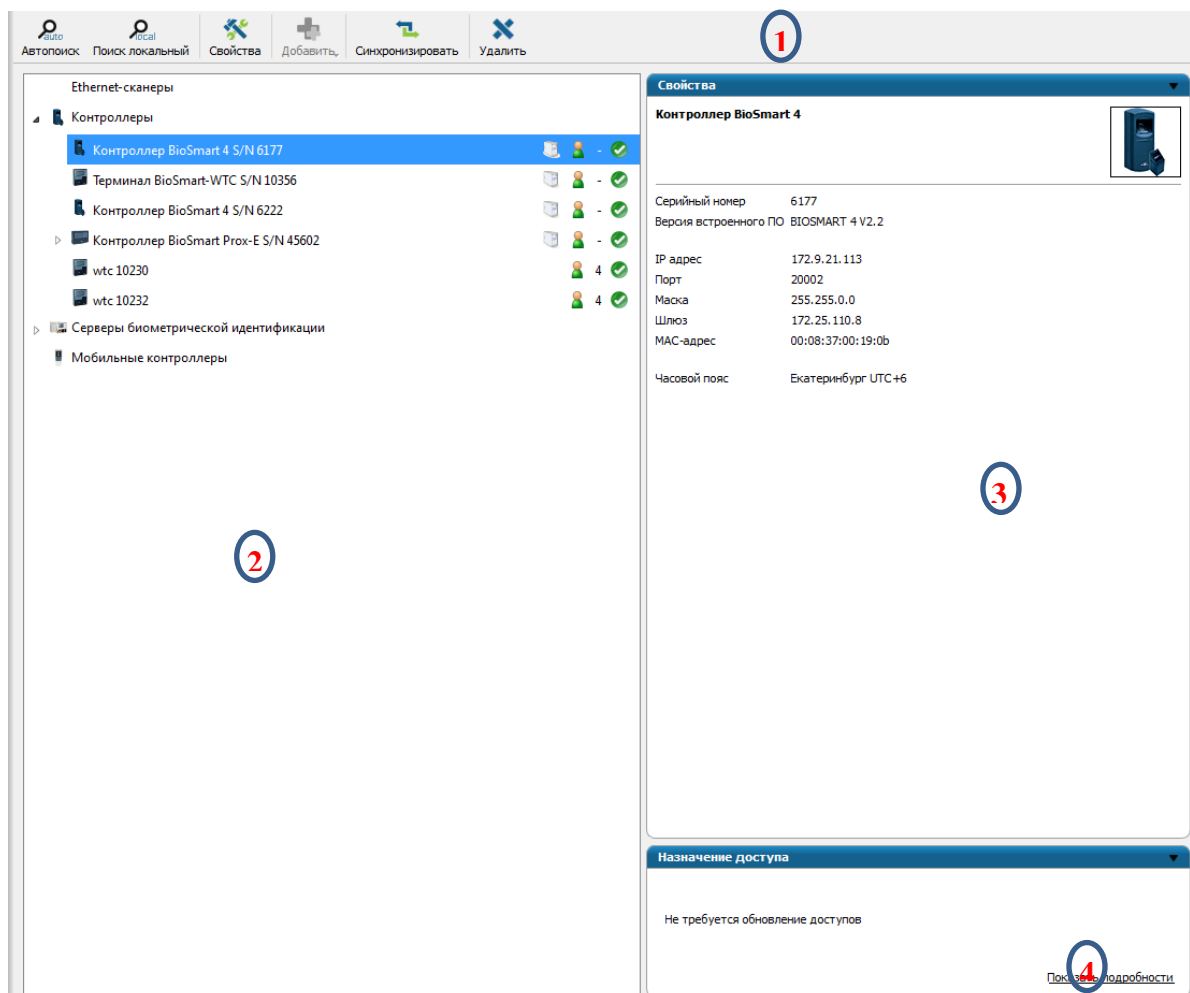 auto local
Автопоиск Поиск локальный Свойства Добавить Синхронизировать Удалить
1
Ethernet-сканеры
Контроллеры
Контроллер BioSmart 4 S/N 6177 -
Терминал BioSmart-WTC S/N 10356 -
Контроллер BioSmart 4 S/N 6222 -
Контроллер BioSmart Prox-E S/N 45602 -
wtc 10230 4
wtc 10232 4
Серверы биометрической идентификации
Мобильные контроллеры
2
Свойства
Контроллер BioSmart 4
Серийный номер 6177
Версия встроенного ПО BIOSMART 4 V2.2
IP адрес 172.9.21.113
Порт 20002
Маска 255.255.0.0
Шлюз 172.25.110.8
MAC-адрес 00:08:37:00:19:0b
Часовой пояс Екатеринбург UTC+6
3
Назначение доступа
Не требуется обновление доступов
Показать подробности
4